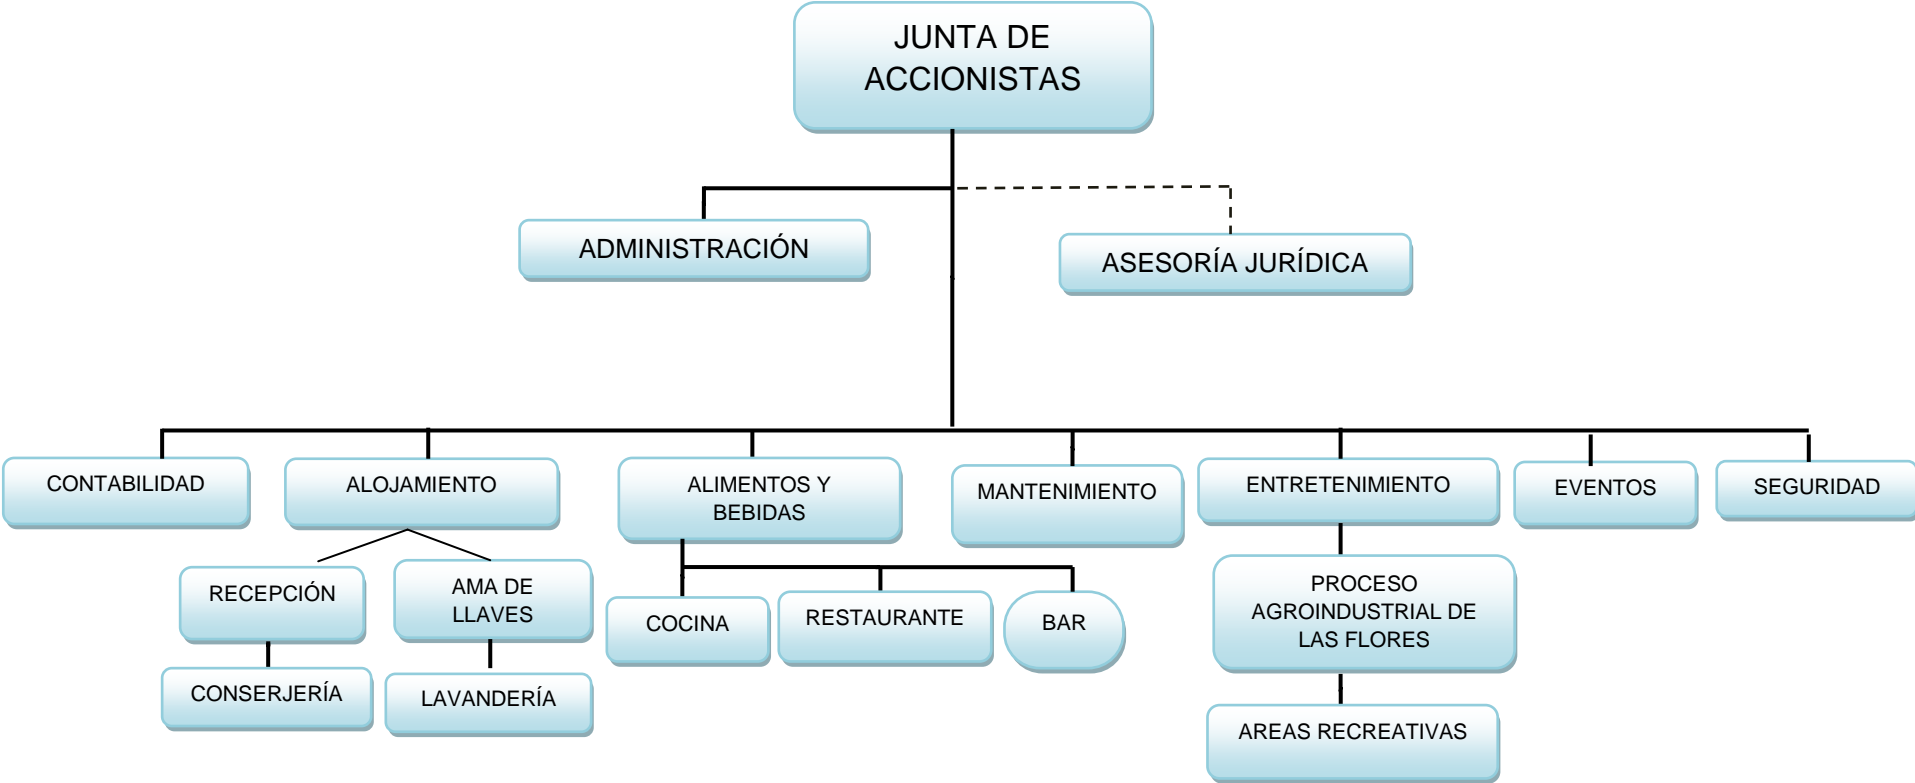 JUNTA DE
ACCIONISTAS
ADMINISTRACIÓN
ASESORÍA JURÍDICA
CONTABILIDAD
ALOJAMIENTO
ALIMENTOS Y
BEBIDAS
MANTENIMIENTO
ENTRETENIMIENTO
EVENTOS
SEGURIDAD
RECEPCIÓN
AMA DE
LLAVES
COCINA
RESTAURANTE
BAR
PROCESO
AGROINDUSTRIAL DE
LAS FLORES
CONSERJERÍA
LAVANDERÍA
AREAS RECREATIVAS